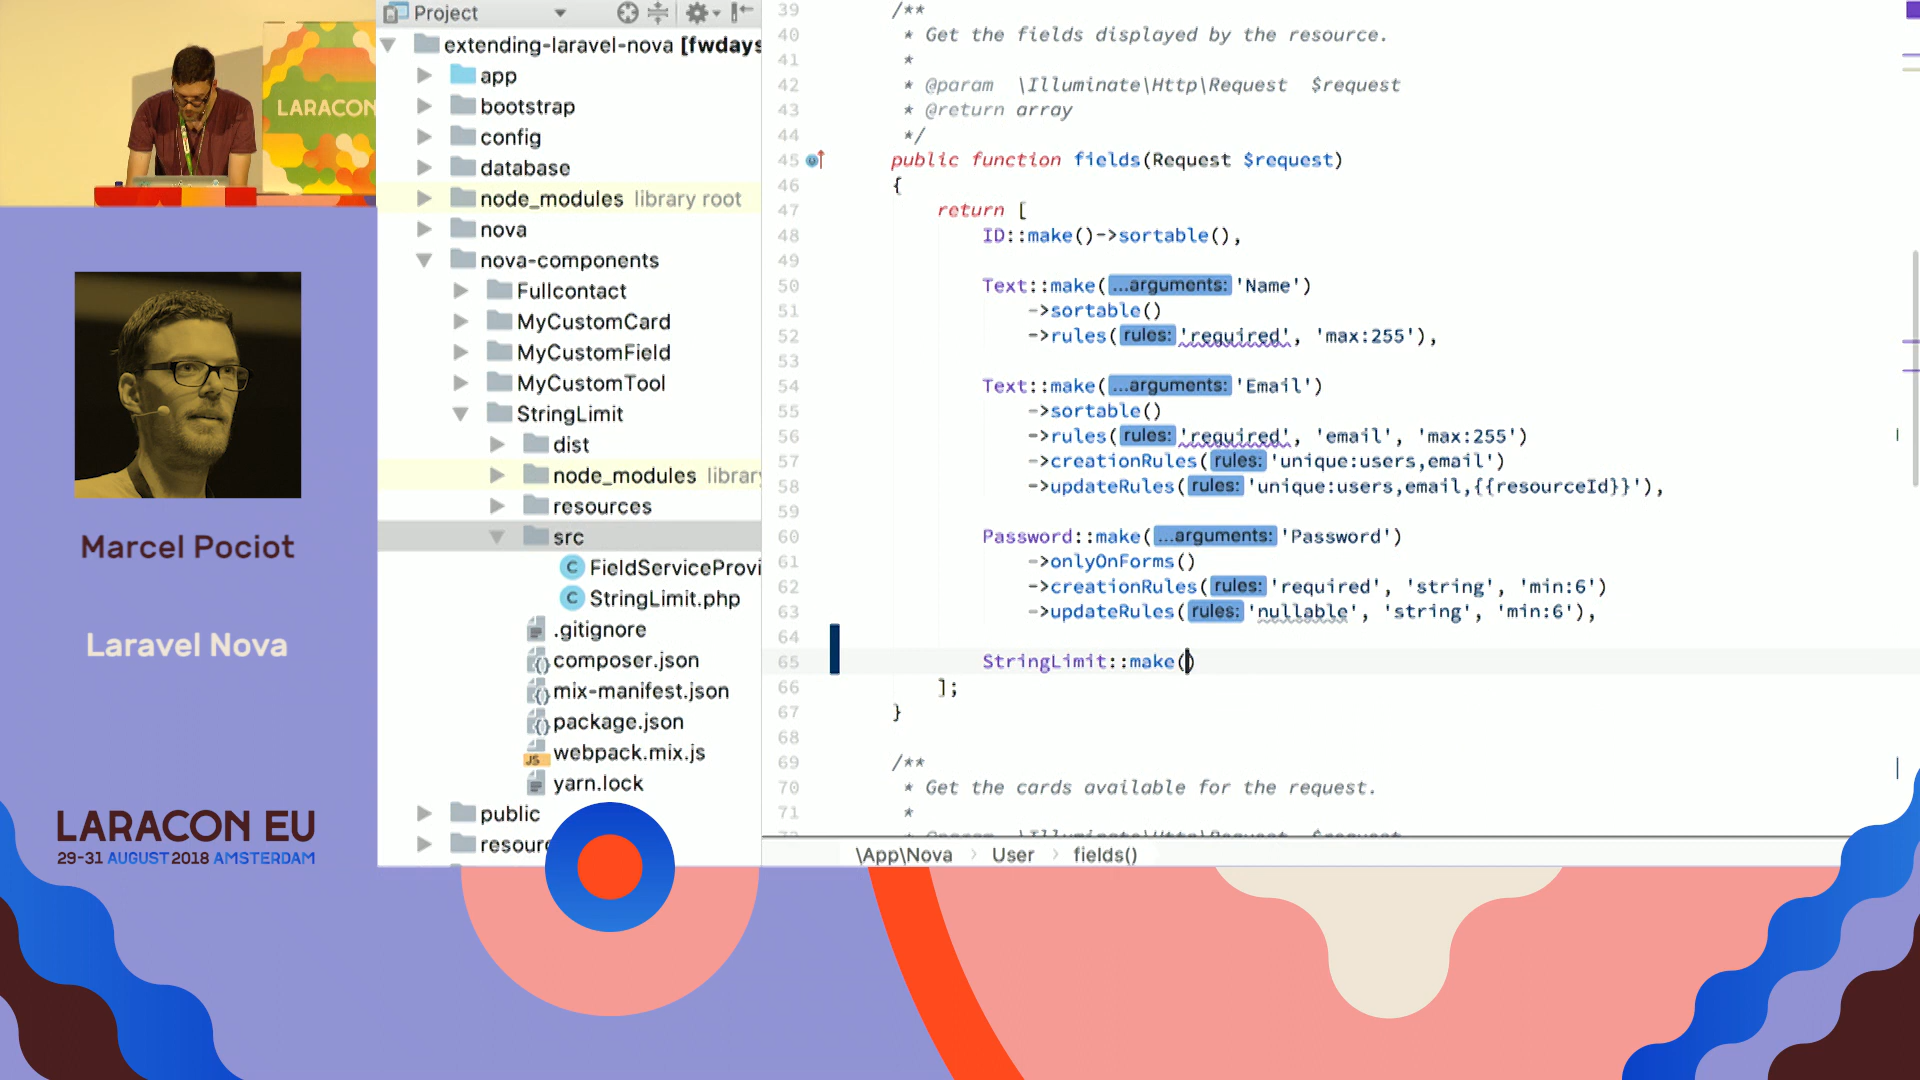 LARACON
Marcel Pociot
Laravel Nova
LARACON EU
29-31 AUGUST 2018 AMSTERDAM
Project
extending-laravel-nova [fwdays
app
bootstrap
config
database
node_modules library root
nova
nova-components
Fullcontact
MyCustomCard
MyCustomField
MyCustomTool
StringLimit
dist
node_modules library
resources
src
FieldServiceProvi
StringLimit.php
.gitignore
composer.json
mix-manifest.json
package.json
webpack.mix.js
yarn.lock
public
resour
39 /**
40 * Get the fields displayed by the resource.
41 *
42 * @param \Illuminate\Http\Request $request
43 * @return array
44 */
45 public function fields(Request $request)
46 {
47 return [
48 ID::make()->sortable(),
49
50 Text::make(...arguments: 'Name')
51 ->sortable()
52 ->rules(rules: 'required', 'max:255'),
53
54 Text::make(...arguments: 'Email')
55 ->sortable()
56 ->rules(rules: 'required', 'email', 'max:255')
57 ->creationRules(rules: 'unique:users,email')
58 ->updateRules(rules: 'unique:users,email,{{resourceId}}'),
59
60 Password::make(...arguments: 'Password')
61 ->onlyOnForms()
62 ->creationRules(rules: 'required', 'string', 'min:6')
63 ->updateRules(rules: 'nullable', 'string', 'min:6'),
64
65 StringLimit::make()
66 ];
67 }
68
69 /**
70 * Get the cards available for the request.
71 *
72 * @param \Illuminate\Http\Request $request
\App\Nova > User > fields()